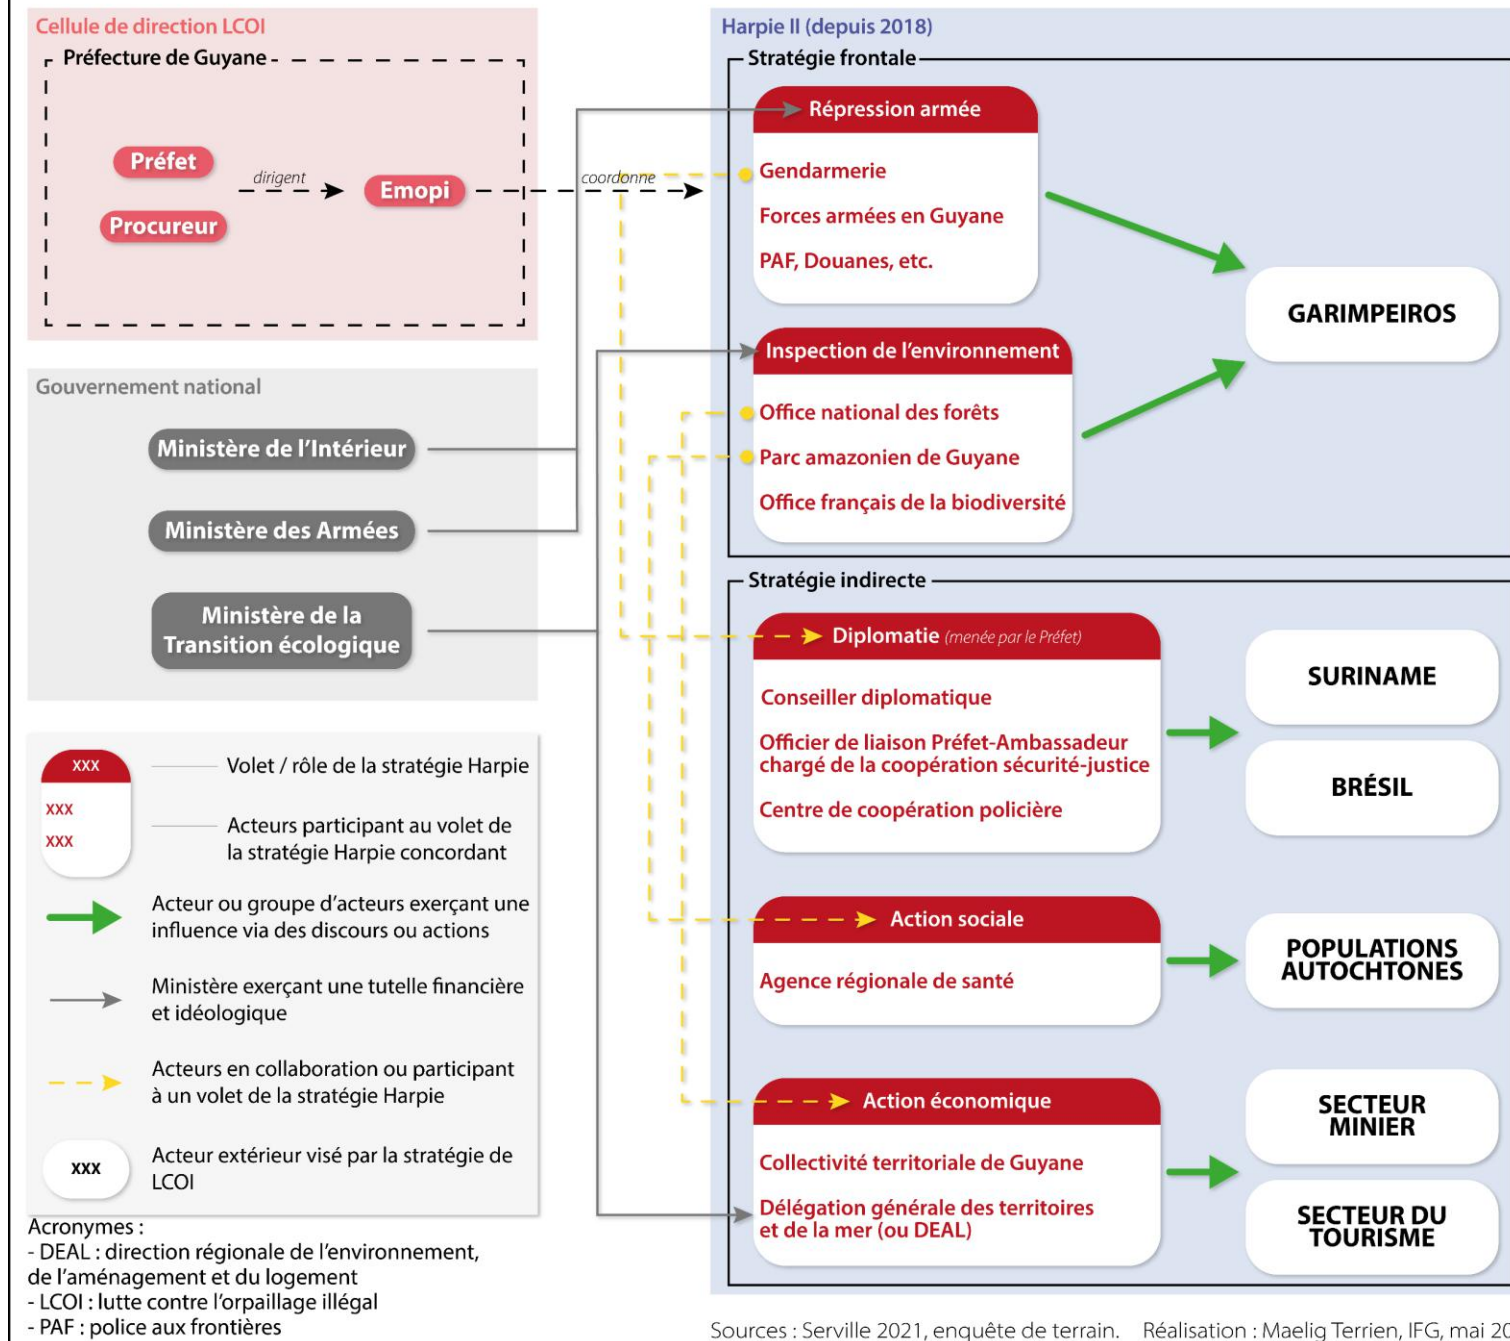 Cellule de direction LCOI
Préfecture de Guyane
Préfet
Procureur
dirigent
Emopi
coordonne
Gouvernement national
Ministère de l'Intérieur
Ministère des Armées
Ministère de la
Transition écologique
Harpie II (depuis 2018)
Stratégie frontale
Répression armée
Gendarmerie
Forces armées en Guyane
PAF, Douanes, etc.
Inspection de l'environnement
Office national des forêts
Parc amazonien de Guyane
Office français de la biodiversité
GARIMPEIROS
Stratégie indirecte
Diplomatie (menée par le Préfet)
Conseiller diplomatique
Officier de liaison Préfet-Ambassadeur
chargé de la coopération sécurité-justice
Centre de coopération policière
SURINAME
BRÉSIL
Action sociale
Agence régionale de santé
POPULATIONS
AUTOCHTONES
Action économique
Collectivité territoriale de Guyane
Délégation générale des territoires
et de la mer (ou DEAL)
SECTEUR
MINIER
SECTEUR DU
TOURISME
XXX
XXX
XXX
Volet / rôle de la stratégie Harpie
Acteurs participant au volet de
la stratégie Harpie concordant
Acteur ou groupe d'acteurs exerçant une
influence via des discours ou actions
Ministère exerçant une tutelle financière
et idéologique
Acteurs en collaboration ou participant
à un volet de la stratégie Harpie
XXX
Acteur extérieur visé par la stratégie de
LCOI
Acronymes :
- DEAL : direction régionale de l'environnement,
de l'aménagement et du logement
- LCOI : lutte contre l'orpaillage illégal
- PAF : police aux frontières
Sources : Serville 2021, enquête de terrain. Réalisation : Maelig Terrien, IFG, mai